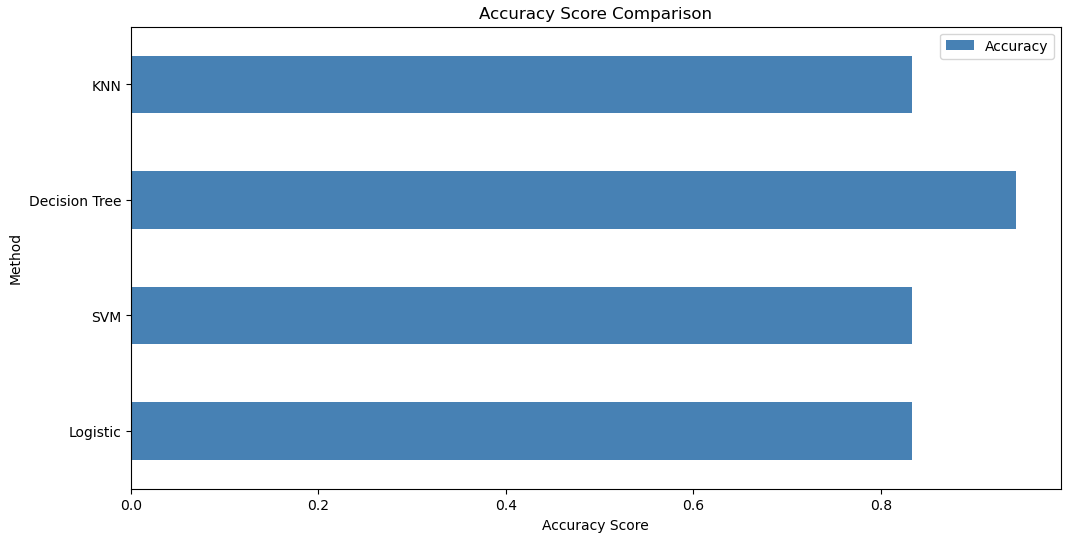 Accuracy Score Comparison
Accuracy
KNN
Decision Tree
SVM
Logistic
Method
0.0 0.2 0.4 0.6 0.8
Accuracy Score